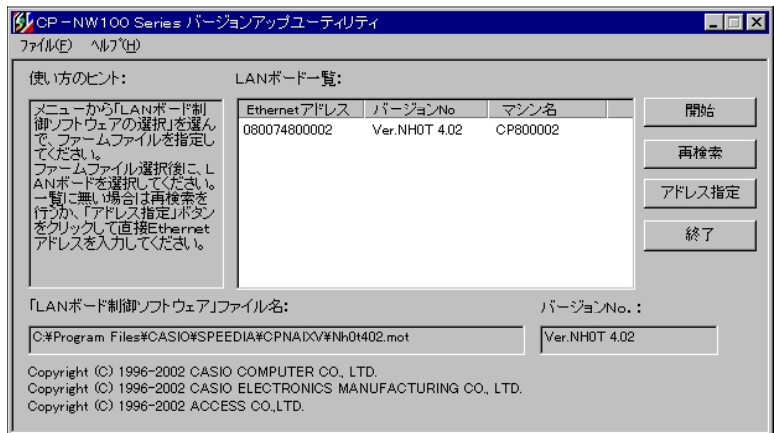 CP-NW100 Series バージョンアップユーティリティ
ファイル(F) ヘルプ(H)
使い方のヒント:
メニューから「LANボード制
御ソフトウェアの選択」を選ん
で、ファームファイルを指定し
てください。
ファームファイル選択後に、L
ANボードを選択してください。
一覧に無い場合は再検索を
行うか、「アドレス指定」ボタン
をクリックして直接Ethernet
アドレスを入力してください。
LANボード一覧:
Ethernetアドレス バージョンNo マシン名
080074800002 Ver.NH0T 4.02 CP800002
開始
再検索
アドレス指定
終了
「LANボード制御ソフトウェア」ファイル名:
バージョンNo.:
C:¥Program Files¥CASIO¥SPEEDIA¥CPNAIXV¥Nh0t402.mot
Ver.NH0T 4.02
Copyright (C) 1996-2002 CASIO COMPUTER CO., LTD.
Copyright (C) 1996-2002 CASIO ELECTRONICS MANUFACTURING CO., LTD.
Copyright (C) 1996-2002 ACCESS CO.,LTD.